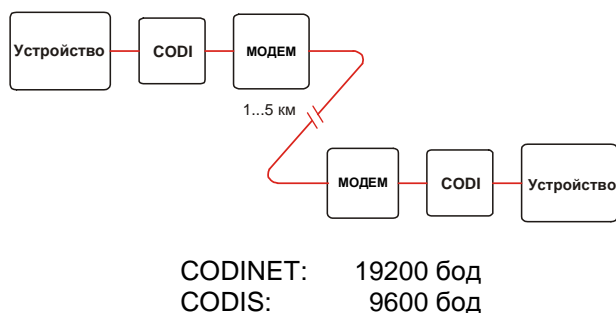 Устройство CODI МОДЕМ
1...5 км
МОДЕМ CODI Устройство
CODINET: 19200 бод
CODIS: 9600 бод